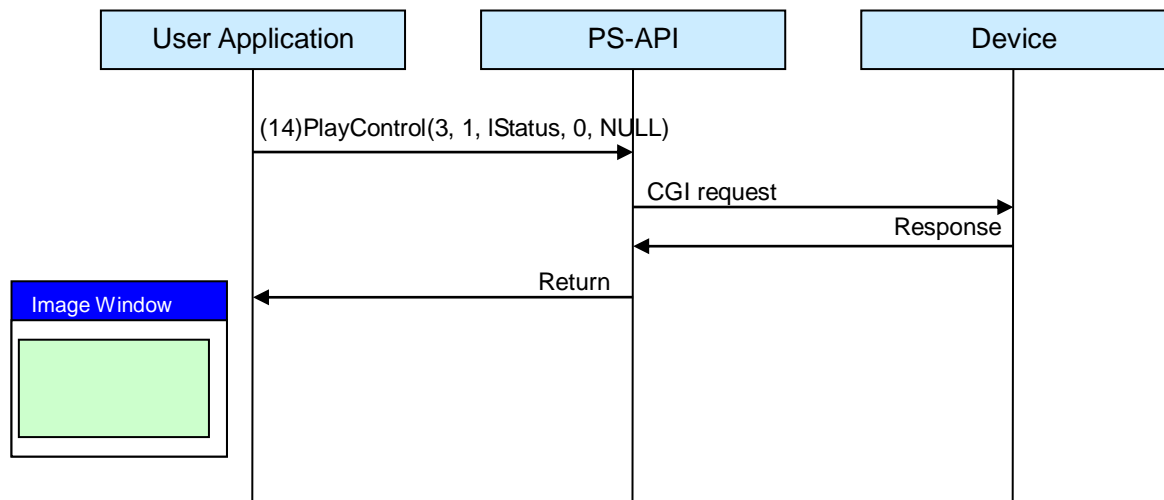 User Application
PS-API
Device
(14)PlayControl(3, 1, lStatus, 0, NULL)
CGI request
Response
Return
Image Window